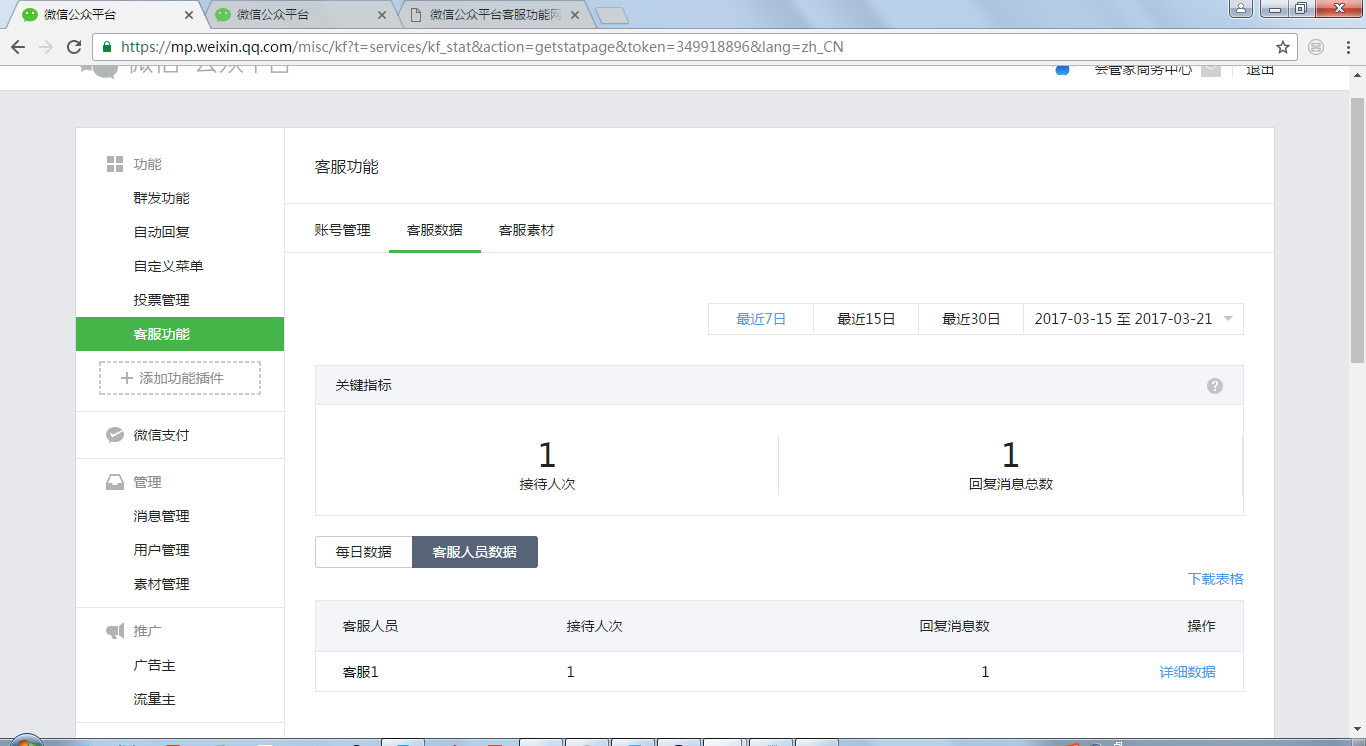 微信公众平台
微信公众平台
微信公众平台客服功能网
https://mp.weixin.qq.com/misc/kf?t=services/kf_stat&action=getstatpage&token=349918896&lang=zh_CN
会管家商务中心
退出
功能
群发功能
自动回复
自定义菜单
投票管理
客服功能
添加功能插件
微信支付
管理
消息管理
用户管理
素材管理
推广
广告主
流量主
客服功能
账号管理 客服数据 客服素材
最近7日 最近15日 最近30日 2017-03-15 至 2017-03-21
关键指标 ?
1 1
接待人次 回复消息总数
每日数据 客服人员数据
下载表格
客服人员 接待人次 回复消息数 操作
客服1 1 1 详细数据